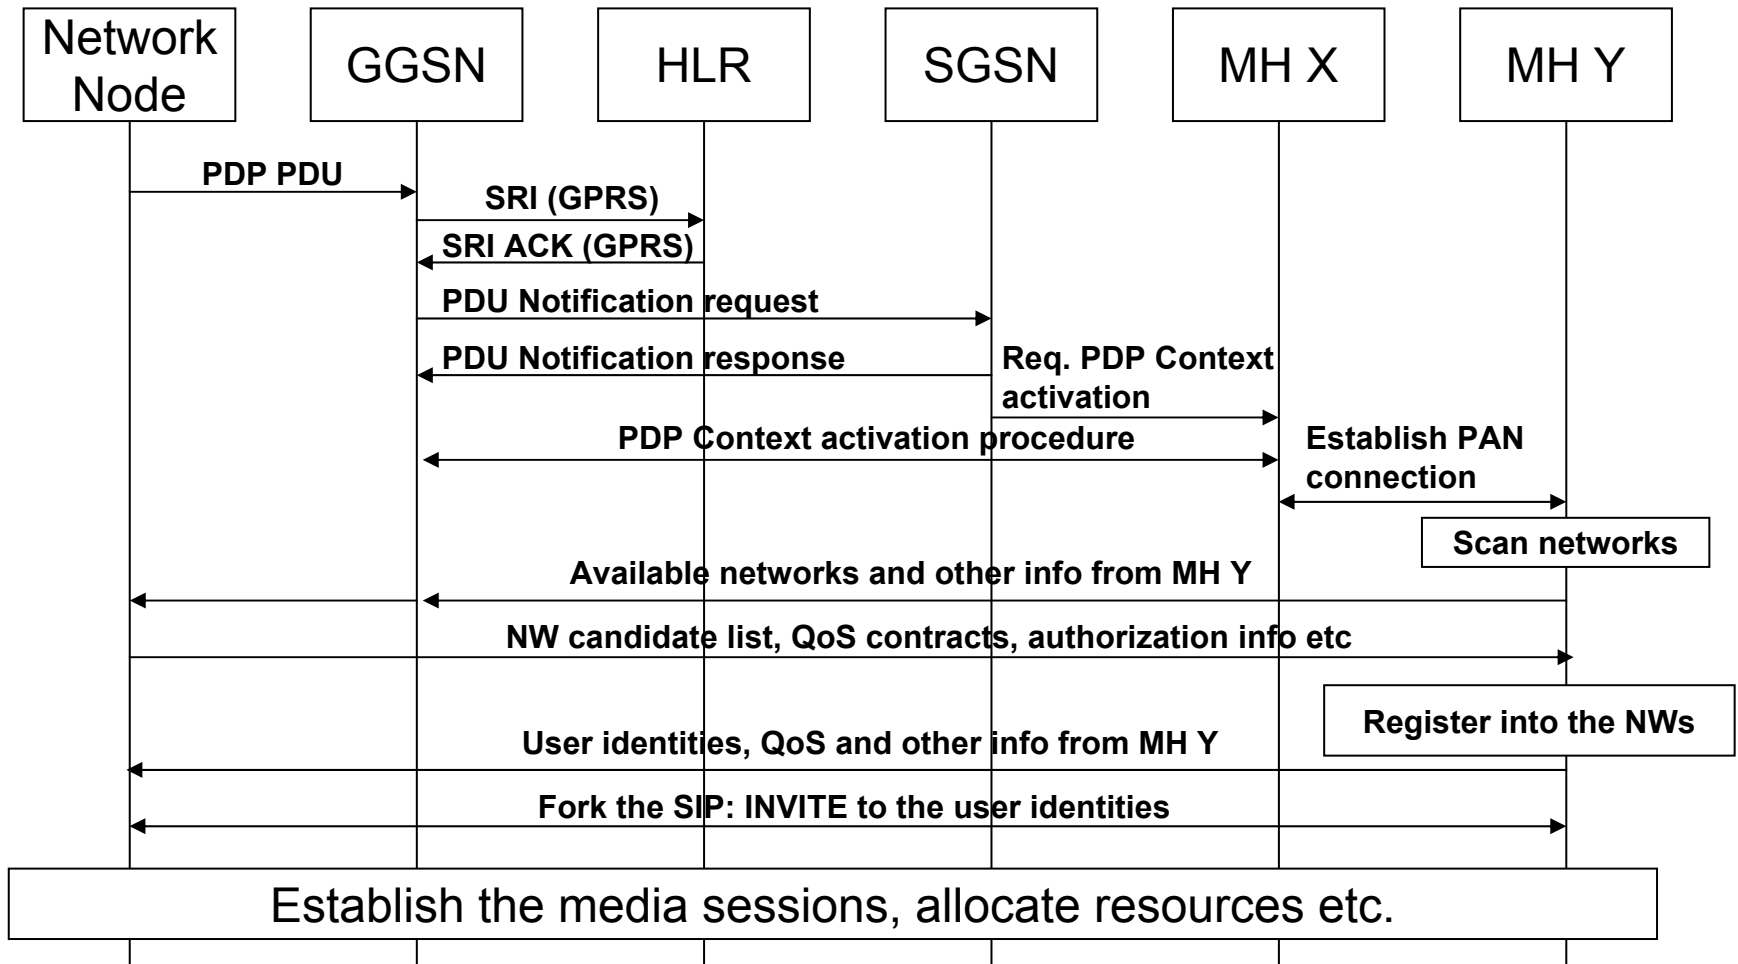 Network
Node
GGSN
HLR
SGSN
MH X
MH Y
PDP PDU
SRI (GPRS)
SRI ACK (GPRS)
PDU Notification request
PDU Notification response
Req. PDP Context
activation
PDP Context activation procedure
Establish PAN
connection
Scan networks
Available networks and other info from MH Y
NW candidate list, QoS contracts, authorization info etc
Register into the NWs
User identities, QoS and other info from MH Y
Fork the SIP: INVITE to the user identities
Establish the media sessions, allocate resources etc.